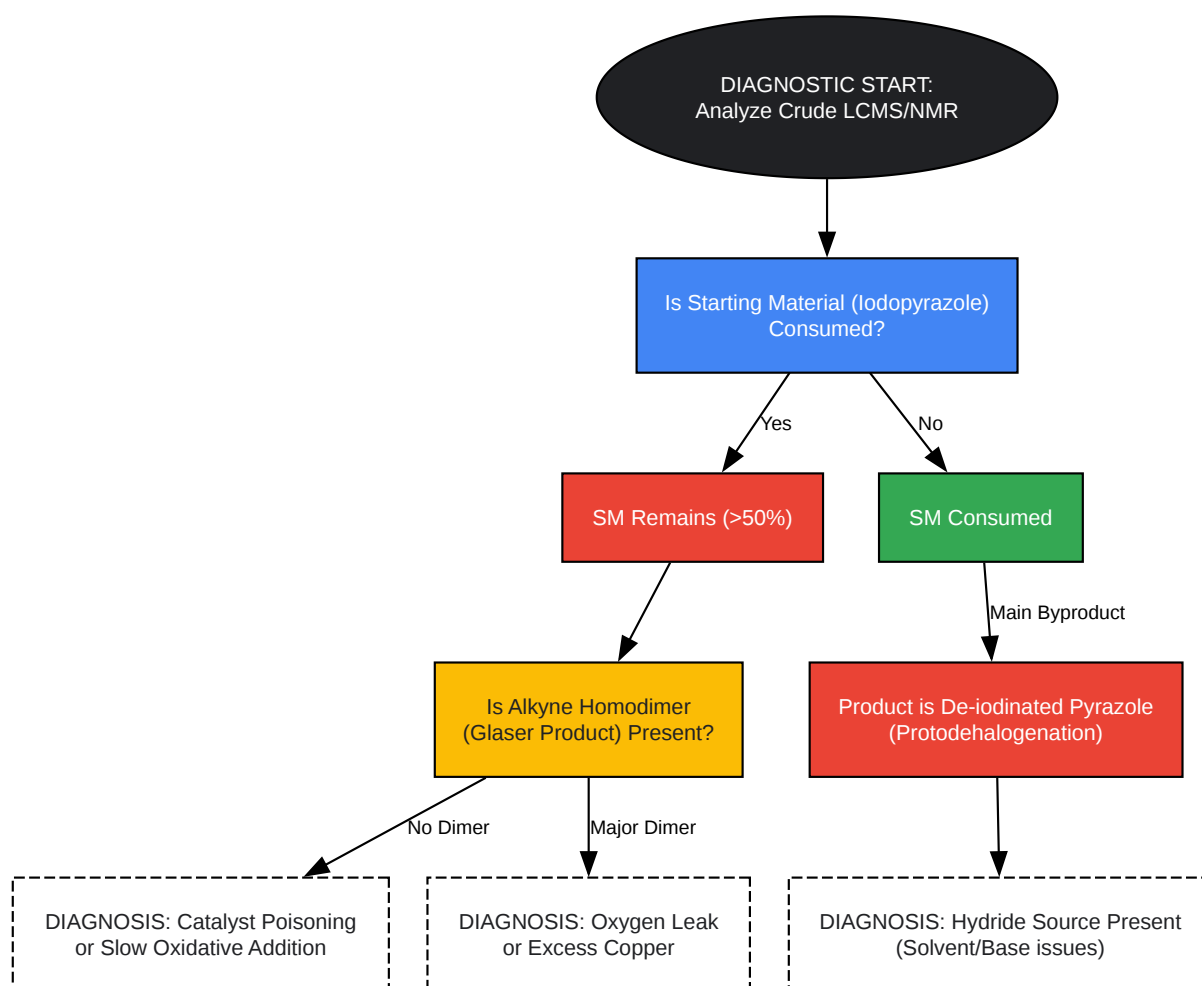 DIAGNOSTIC START:
Analyze Crude LCMS/NMR
Is Starting Material (Iodopyrazole)
Consumed?
Yes
No
SM Remains (>50%)
SM Consumed
Main Byproduct
Is Alkyne Homodimer
(Glaser Product) Present?
Product is De-iodinated Pyrazole
(Protodehalogenation)
No Dimer
Major Dimer
DIAGNOSIS: Catalyst Poisoning
or Slow Oxidative Addition
DIAGNOSIS: Oxygen Leak
or Excess Copper
DIAGNOSIS: Hydride Source Present
(Solvent/Base issues)